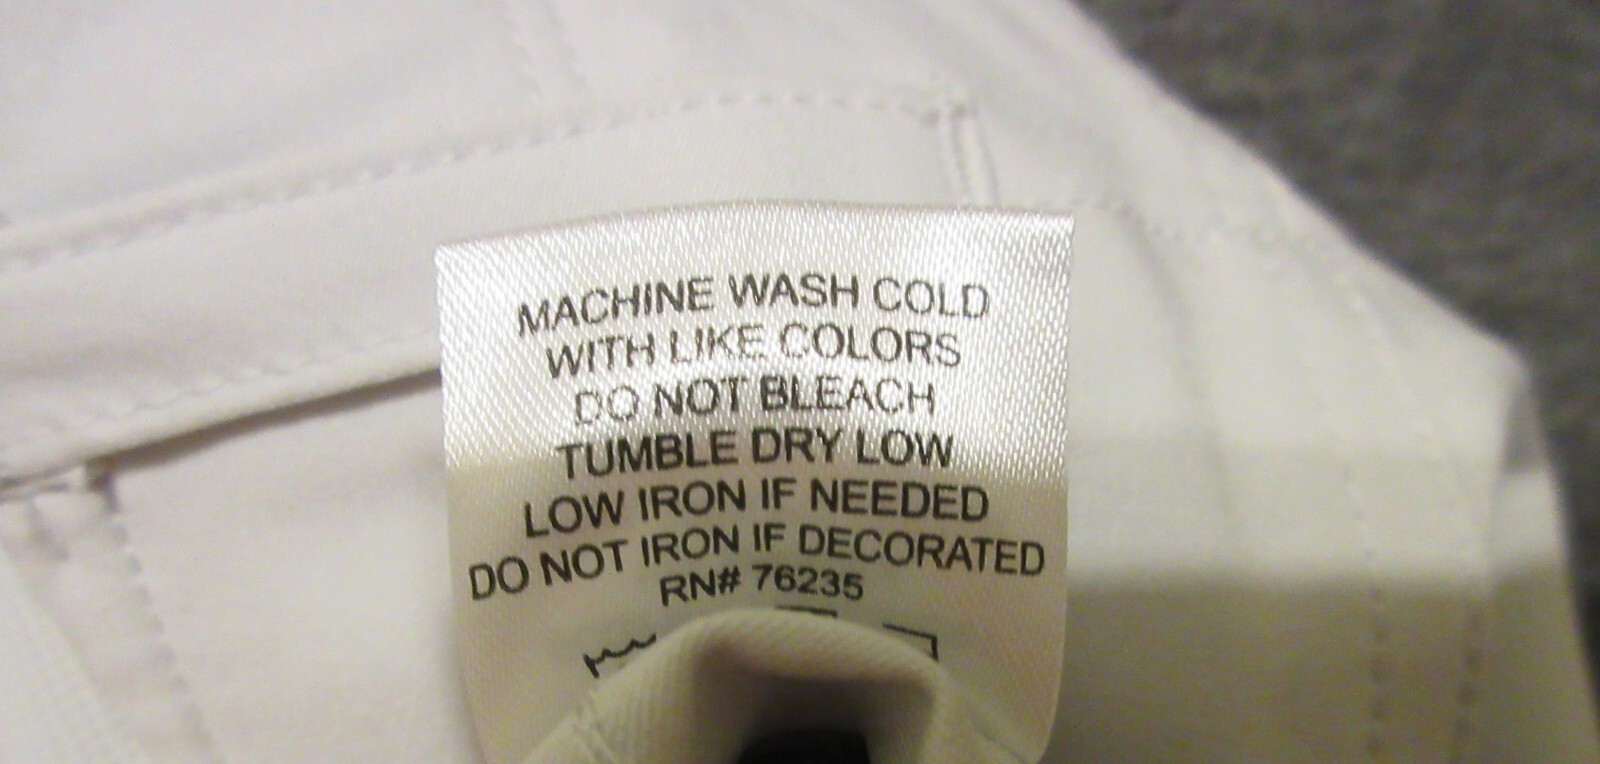 MACHINE WASH COLD
WITH LIKE COLORS
DO NOT BLEACH
TUMBLE DRY LOW
LOW IRON IF NEEDED
DO NOT IRON IF DECORATED
RN# 76235